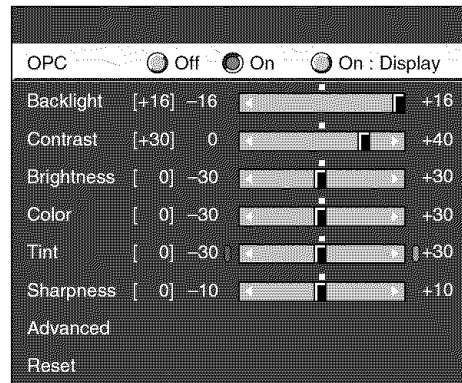 OPC Off On On : Display
Backlight [+16] –16 +16
Contrast [+30] 0 +40
Brightness [ 0] –30 +30
Color [ 0] –30 +30
Tint [ 0] –30 +30
Sharpness [ 0] –10 +10
Advanced
Reset